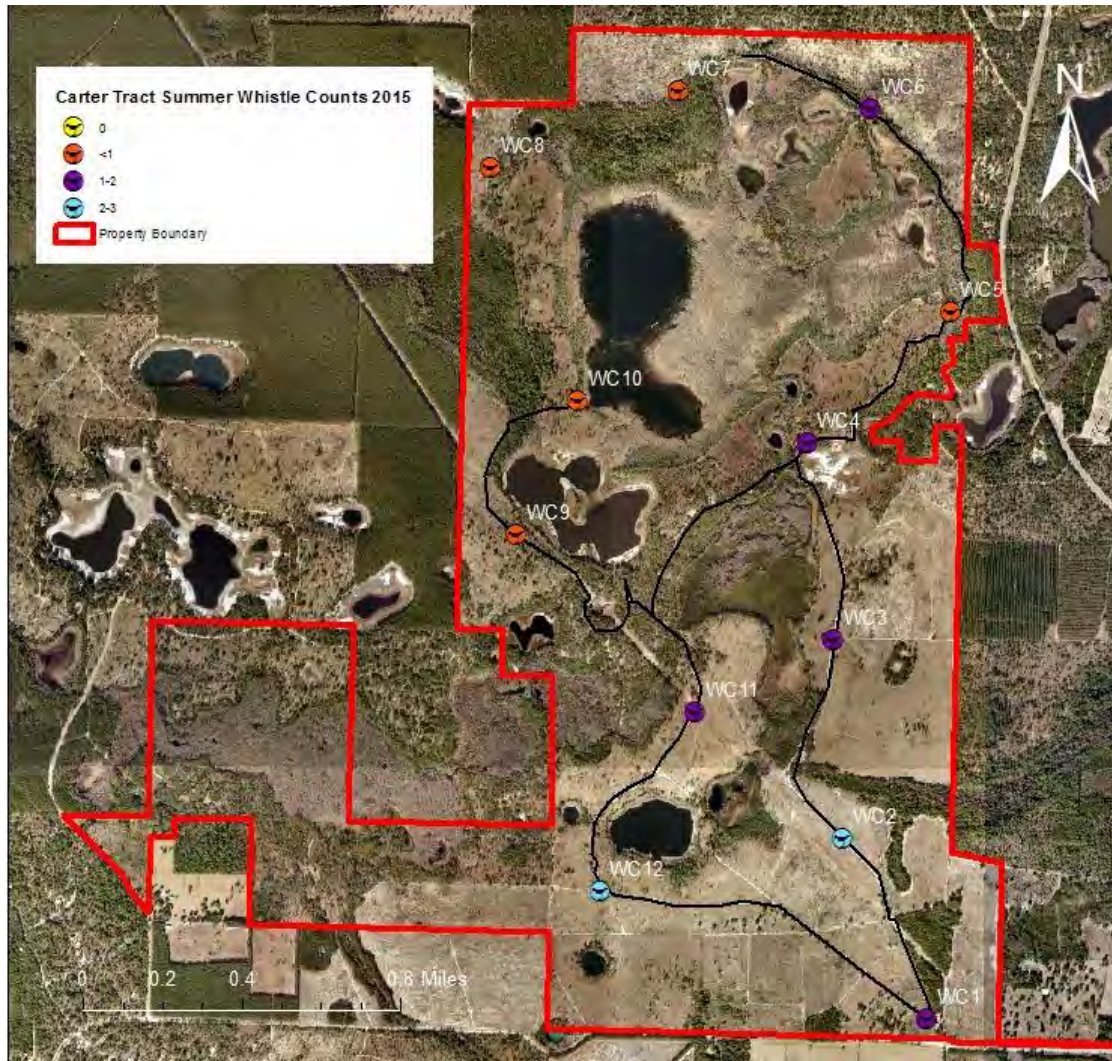 Carter Tract Summer Whistle Counts 2015
0
<1
1-2
2-3
Property Boundary
N
WC7
WC6
WC8
WC5
WC10
WC4
WC9
WC3
WC11
WC2
WC12
0 0.2 0.4 0.8 Miles
WC1